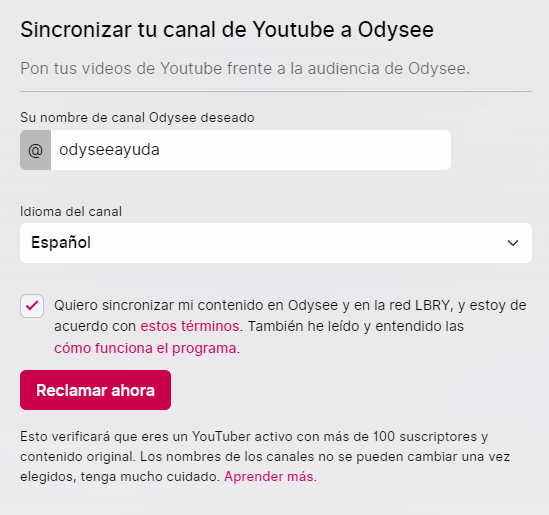 Sincronizar tu canal de Youtube a Odysee
Pon tus videos de Youtube frente a la audiencia de Odysee.
Su nombre de canal Odysee deseado
@ odyseeayuda
Idioma del canal
Español
Quiero sincronizar mi contenido en Odysee y en la red LBRY, y estoy de
acuerdo con estos términos. También he leído y entendido las
cómo funciona el programa.
Reclamar ahora
Esto verificará que eres un YouTuber activo con más de 100 suscriptores y
contenido original. Los nombres de los canales no se pueden cambiar una vez
elegidos, tenga mucho cuidado. Aprender más.